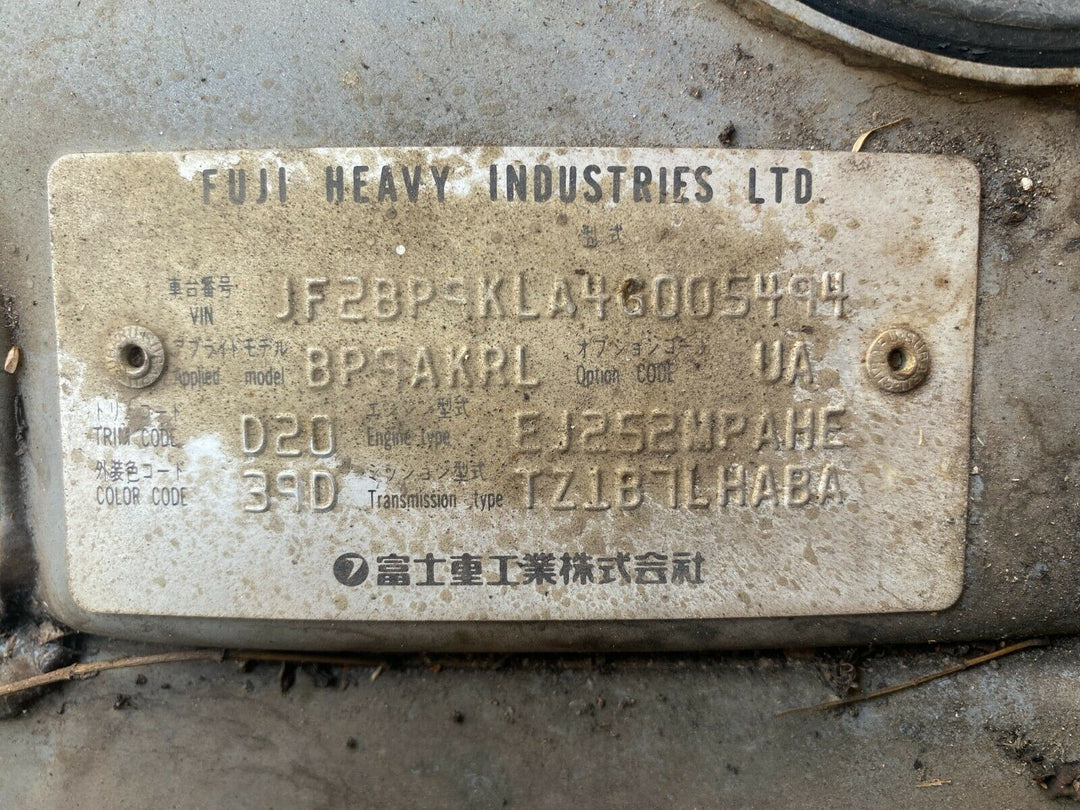 FUJI HEAVY INDUSTRIES LTD.
型式
車台番号 VIN JF2BP9KLA4G005494
アプライドモデル Applied model BP9AKRL オプションコード Option CODE UA
トリムコード TRIM CODE D20 エンジン型式 Engine type EJ252WPAHE
外装色コード COLOR CODE 39D ミッション型式 Transmission type TZ1B7LHABA
富士重工業株式会社